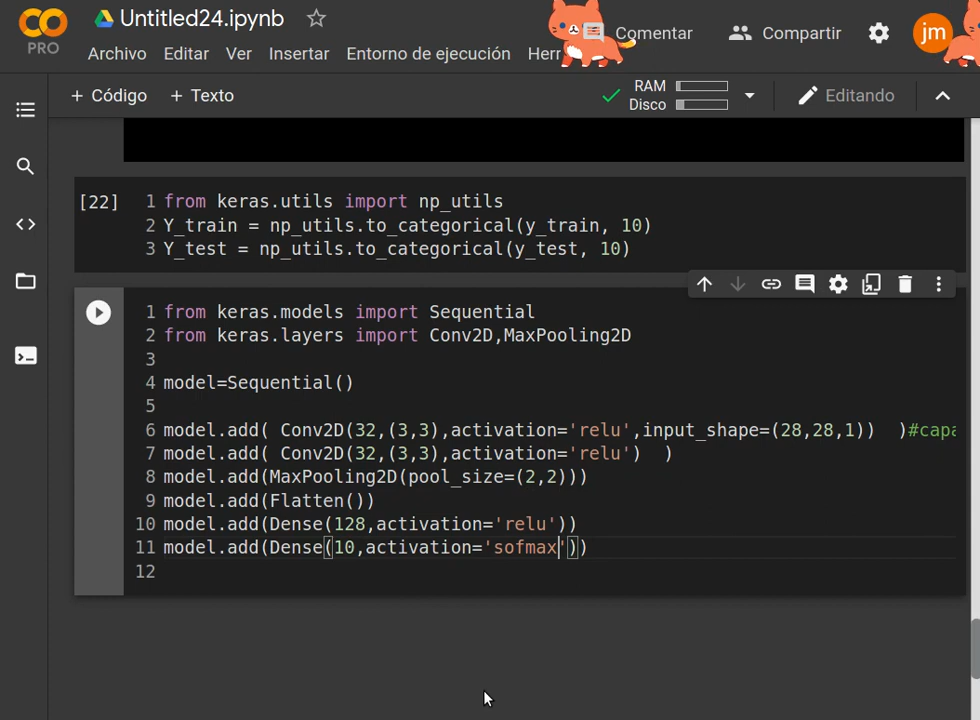 Untitled24.ipynb
PRO
Comentar
Compartir
jm
Archivo Editar Ver Insertar Entorno de ejecución Herr
+ Código + Texto
RAM
Disco
Editando
[22]
1 from keras.utils import np_utils
2 Y_train = np_utils.to_categorical(y_train, 10)
3 Y_test = np_utils.to_categorical(y_test, 10)
1 from keras.models import Sequential
2 from keras.layers import Conv2D,MaxPooling2D
3
4 model=Sequential()
5
6 model.add( Conv2D(32,(3,3),activation='relu',input_shape=(28,28,1))  )#capa
7 model.add( Conv2D(32,(3,3),activation='relu')  )
8 model.add(MaxPooling2D(pool_size=(2,2)))
9 model.add(Flatten())
10 model.add(Dense(128,activation='relu'))
11 model.add(Dense(10,activation='sofmax'))
12